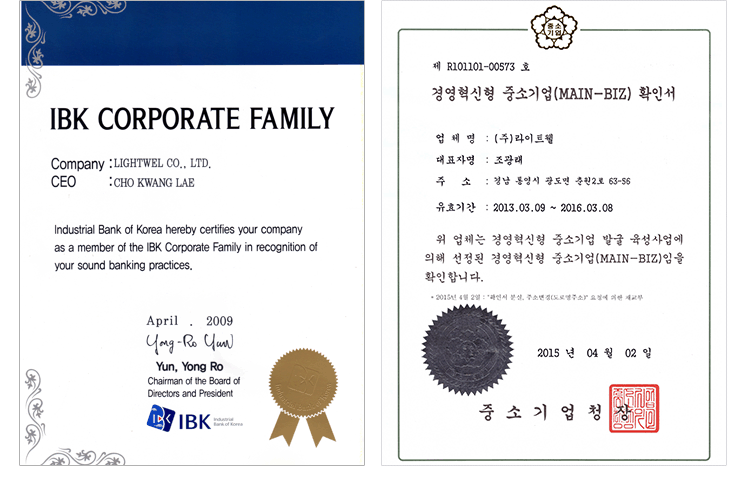 IBK CORPORATE FAMILY
Company : LIGHTWEL CO., LTD.
CEO : CHO KWANG LAE
Industrial Bank of Korea hereby certifies your company
as a member of the IBK Corporate Family in recognition of
your sound banking practices.
April . 2009
Yong-Ro Yun
Yun, Yong Ro
Chairman of the Board of
Directors and President
IBK Industrial
Bank of Korea
중소
기업
제 R101101-00573 호
경영혁신형 중소기업(MAIN-BIZ) 확인서
업 체 명 : (주)라이트웰
대표자명 : 조광태
주 소 : 경남 통영시 광도면 춘원2로 63-56
유효기간 : 2013.03.09 ~ 2016.03.08
위 업체는 경영혁신형 중소기업 발굴 육성사업에
의해 선정된 경영혁신형 중소기업(MAIN-BIZ)임을
확인합니다.
* 2015년 4월 2일 : "확인서 분실, 주소변경(도로명주소)" 요청에 의한 재교부
2015 년 04 월 02 일
중 소 기 업 청 장